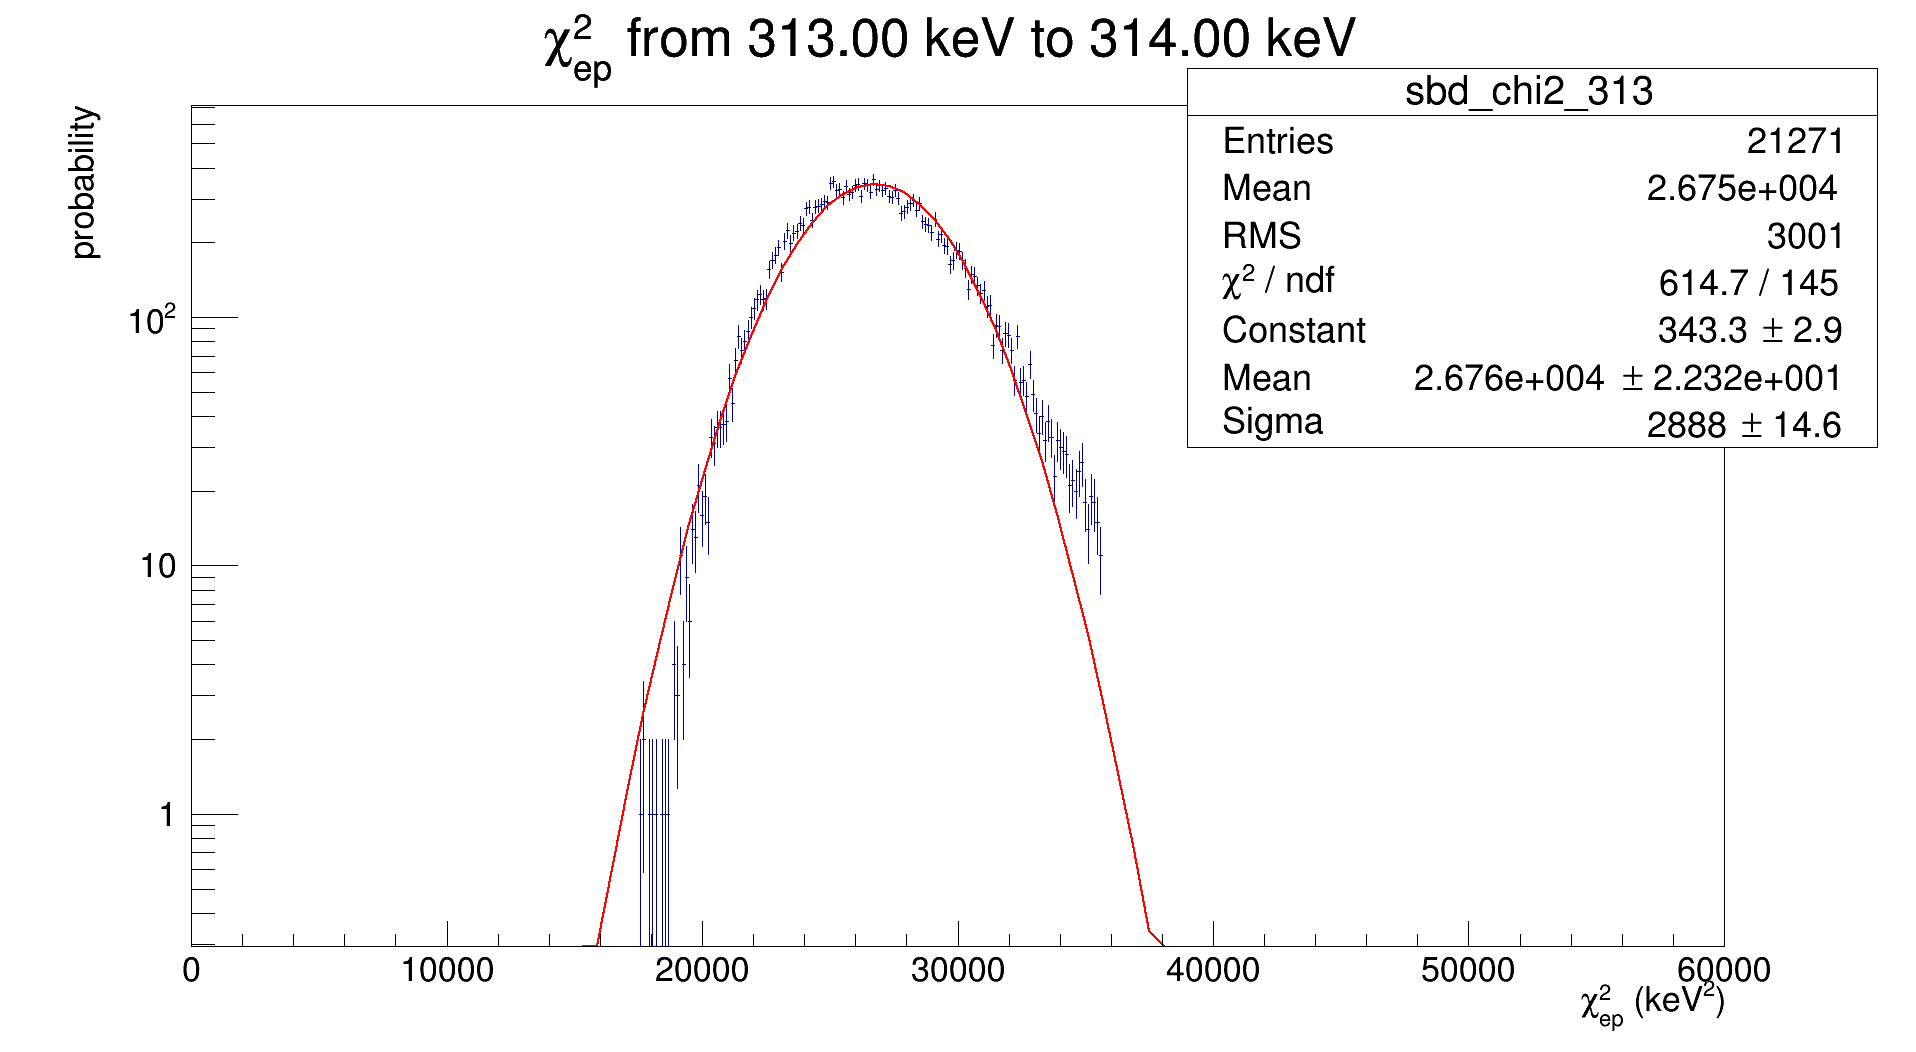 χ²ep from 313.00 keV to 314.00 keV
probability
sbd_chi2_313
Entries 21271
Mean 2.675e+004
RMS 3001
χ² / ndf 614.7 / 145
Constant 343.3 ± 2.9
Mean 2.676e+004 ± 2.232e+001
Sigma 2888 ± 14.6
10²
10
1
0 10000 20000 30000 40000 50000 60000
χ²ep (keV²)